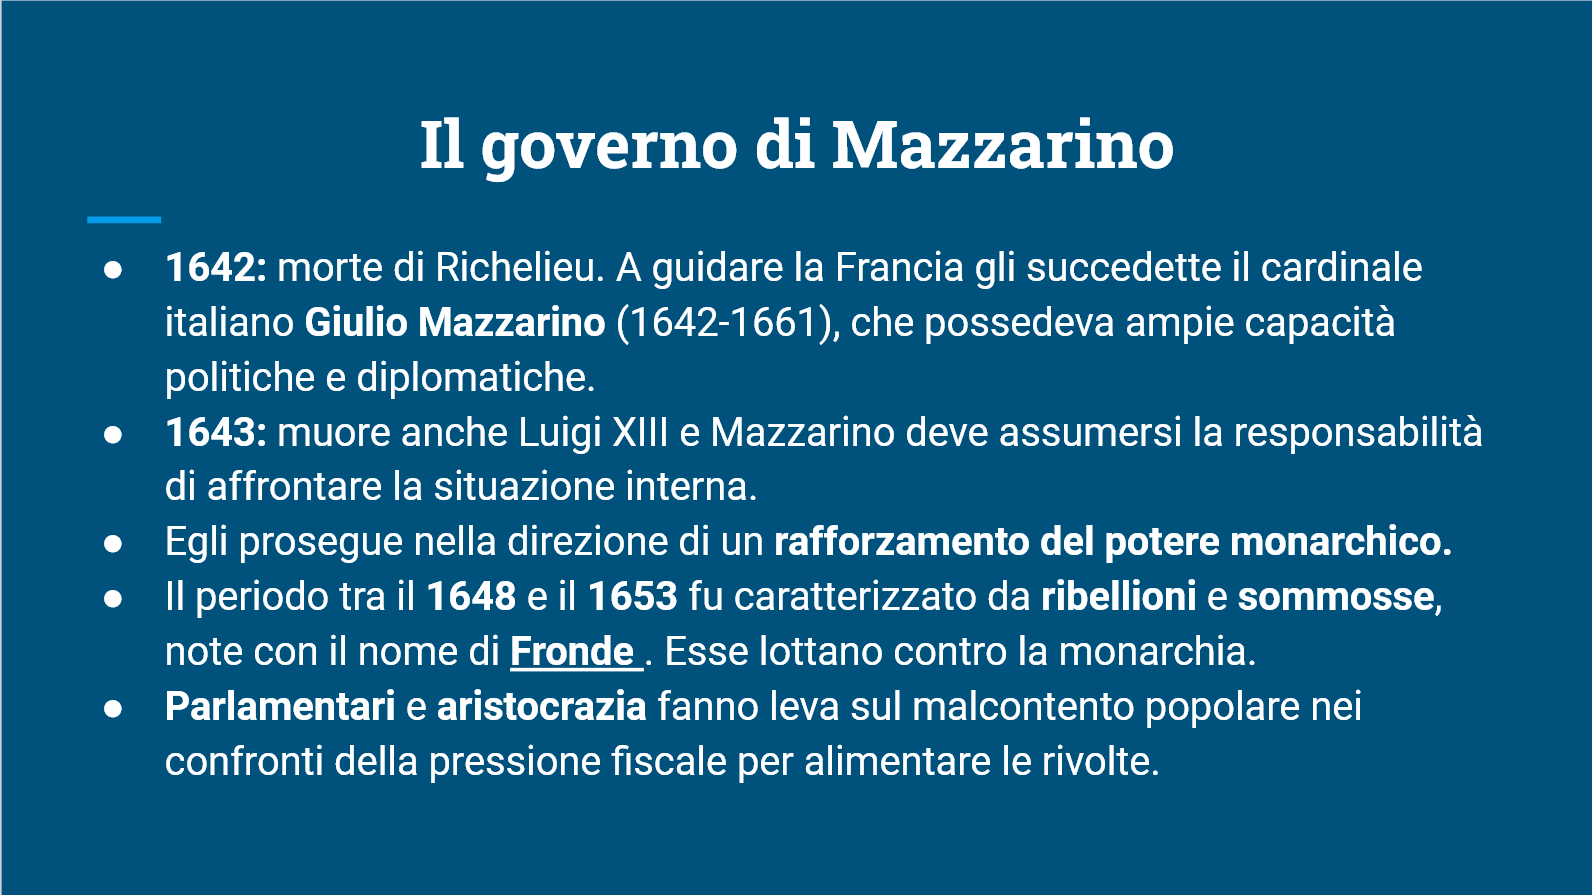 Il governo di Mazzarino
● 1642: morte di Richelieu. A guidare la Francia gli succedette il cardinale
italiano Giulio Mazzarino (1642-1661), che possedeva ampie capacità
politiche e diplomatiche.
● 1643: muore anche Luigi XIII e Mazzarino deve assumersi la responsabilità
di affrontare la situazione interna.
● Egli prosegue nella direzione di un rafforzamento del potere monarchico.
● Il periodo tra il 1648 e il 1653 fu caratterizzato da ribellioni e sommosse,
note con il nome di Fronde . Esse lottano contro la monarchia.
● Parlamentari e aristocrazia fanno leva sul malcontento popolare nei
confronti della pressione fiscale per alimentare le rivolte.